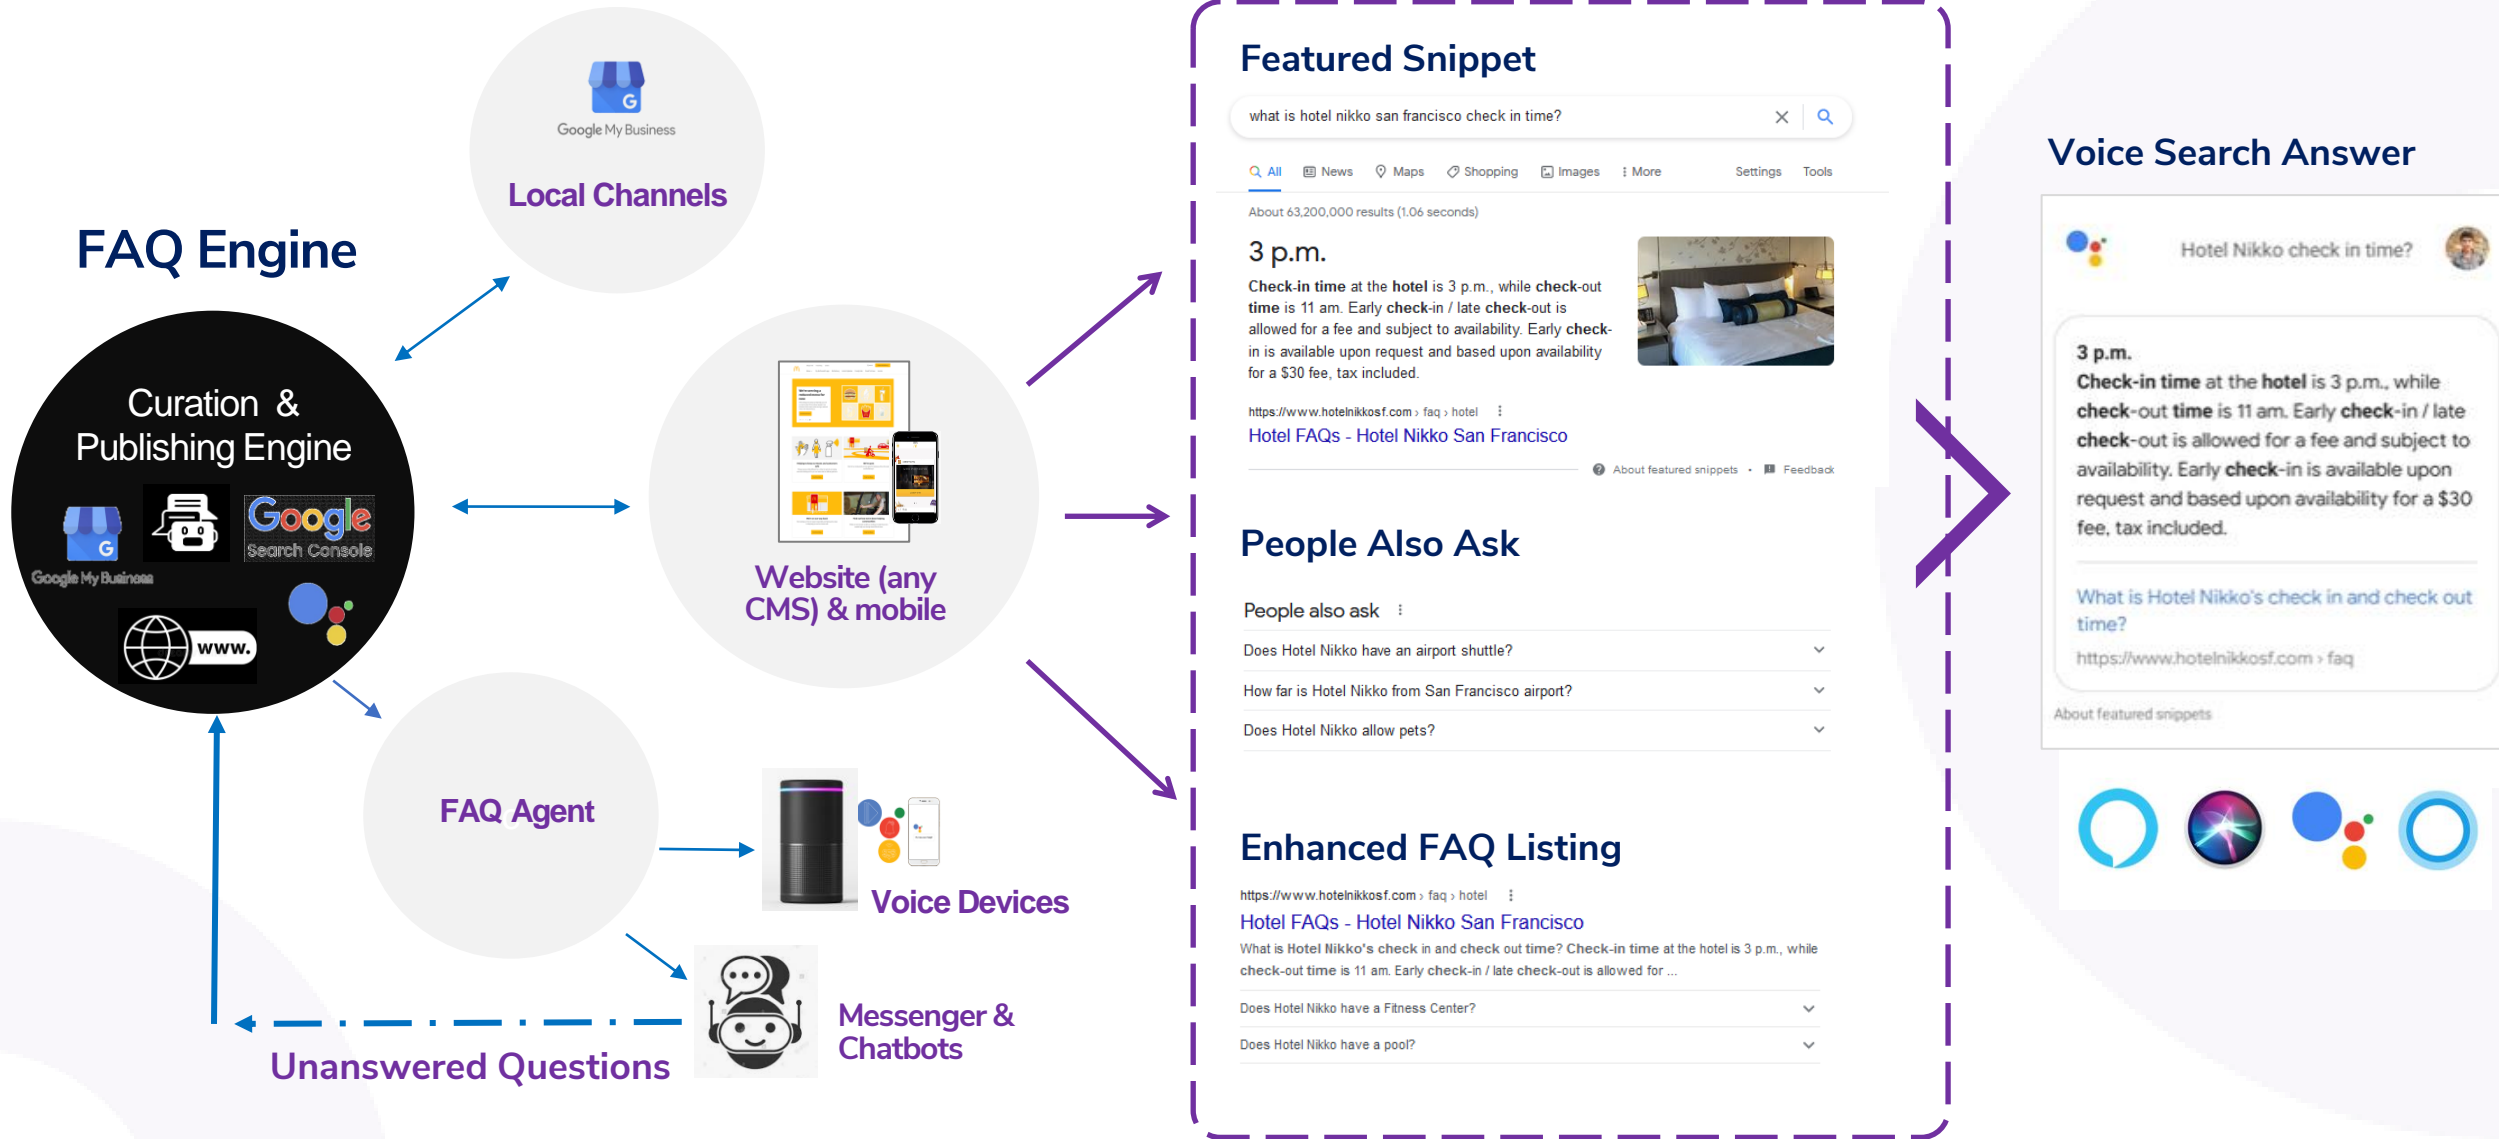 FAQ Engine
Google My Business
Local Channels
Curation &
Publishing Engine
Google My Business
Google
Search Console
www.
Website (any
CMS) & mobile
FAQ Agent
Voice Devices
Messenger &
Chatbots
Unanswered Questions
Featured Snippet
what is hotel nikko san francisco check in time?
All News Maps Shopping Images More Settings Tools
About 63,200,000 results (1.06 seconds)
3 p.m.
Check-in time at the hotel is 3 p.m., while check-out
time is 11 am. Early check-in / late check-out is
allowed for a fee and subject to availability. Early check-
in is available upon request and based upon availability
for a $30 fee, tax included.
https://www.hotelnikkosf.com › faq › hotel
Hotel FAQs - Hotel Nikko San Francisco
About featured snippets • Feedback
People Also Ask
People also ask
Does Hotel Nikko have an airport shuttle?
How far is Hotel Nikko from San Francisco airport?
Does Hotel Nikko allow pets?
Enhanced FAQ Listing
https://www.hotelnikkosf.com › faq › hotel
Hotel FAQs - Hotel Nikko San Francisco
What is Hotel Nikko's check in and check out time? Check-in time at the hotel is 3 p.m., while
check-out time is 11 am. Early check-in / late check-out is allowed for ...
Does Hotel Nikko have a Fitness Center?
Does Hotel Nikko have a pool?
Voice Search Answer
Hotel Nikko check in time?
3 p.m.
Check-in time at the hotel is 3 p.m., while
check-out time is 11 am. Early check-in / late
check-out is allowed for a fee and subject to
availability. Early check-in is available upon
request and based upon availability for a $30
fee, tax included.
What is Hotel Nikko's check in and check out
time?
https://www.hotelnikkosf.com › faq
About featured snippets